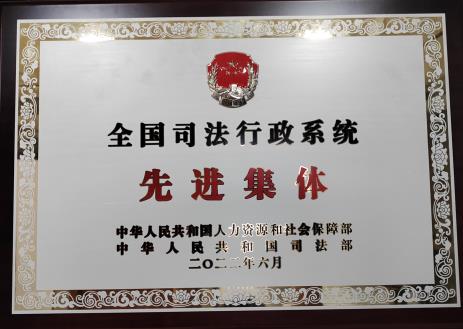 全国司法行政系统
先进集体
中华人民共和国人力资源和社会保障部
中华人民共和国司法部
二〇二二年六月